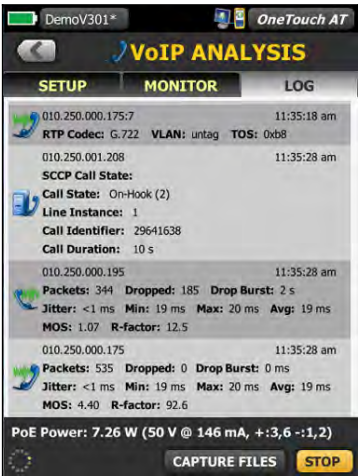 DemoV301*
OneTouch AT
VOIP ANALYSIS
SETUP MONITOR LOG
010.250.000.175:7 11:35:18 am
RTP Codec: G.722 VLAN: untag TOS: 0xb8
010.250.001.208 11:35:28 am
SCCP Call State:
Call State: On-Hook (2)
Line Instance: 1
Call Identifier: 29641638
Call Duration: 10 s
010.250.000.195 11:35:28 am
Packets: 344 Dropped: 185 Drop Burst: 2 s
Jitter: <1 ms Min: 19 ms Max: 20 ms Avg: 19 ms
MOS: 1.07 R-factor: 12.5
010.250.000.175 11:35:28 am
Packets: 535 Dropped: 0 Drop Burst: 0 ms
Jitter: <1 ms Min: 19 ms Max: 20 ms Avg: 19 ms
MOS: 4.40 R-factor: 92.6
PoE Power: 7.26 W (50 V @ 146 mA, +:3,6 -:1,2)
CAPTURE FILES STOP